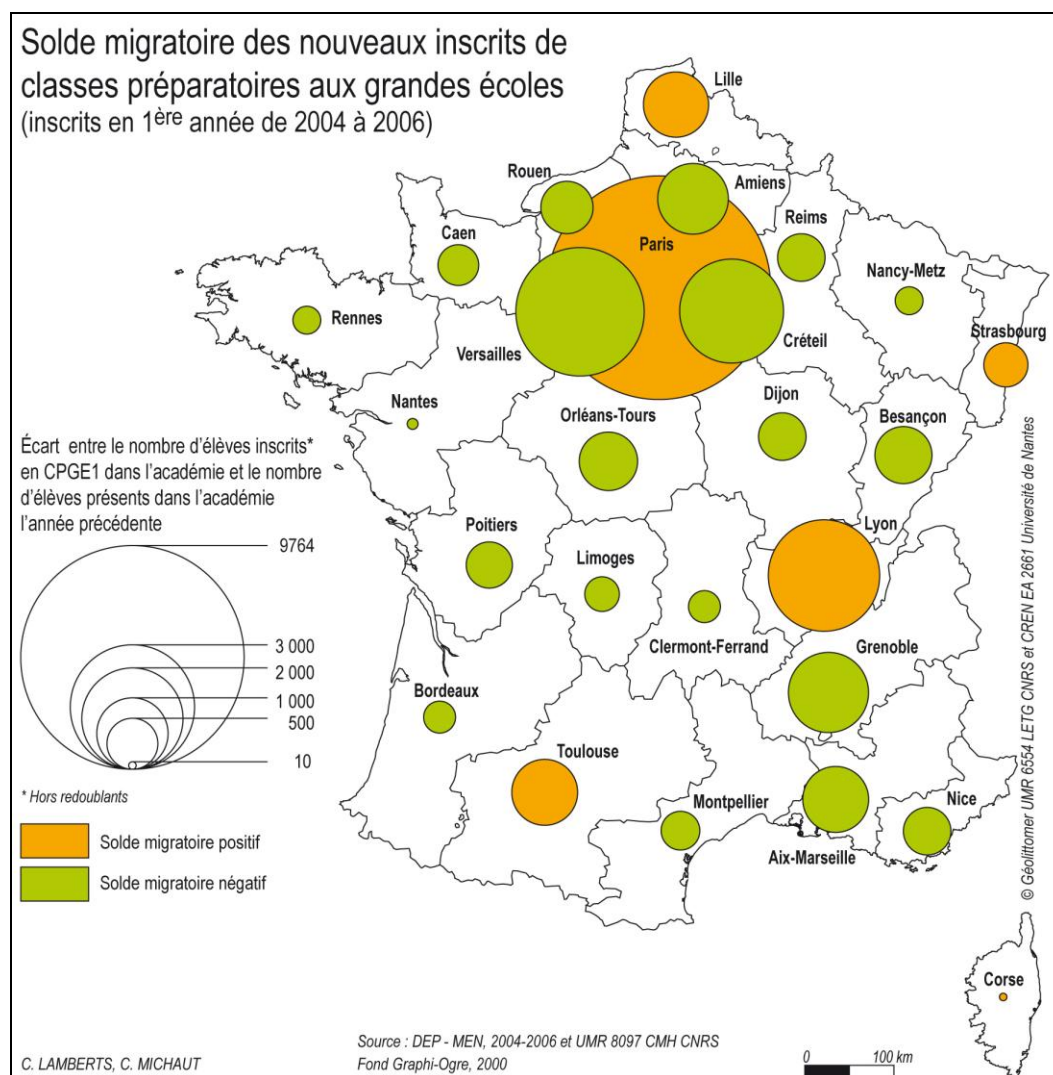 Solde migratoire des nouveaux inscrits de
classes préparatoires aux grandes écoles
(inscrits en 1ère année de 2004 à 2006)
Lille
Rouen
Amiens
Caen
Paris
Reims
Nancy-Metz
Rennes
Strasbourg
Versailles
Créteil
Nantes
Orléans-Tours
Dijon
Besançon
Écart entre le nombre d'élèves inscrits*
en CPGE1 dans l'académie et le nombre
d'élèves présents dans l'académie
l'année précédente
9764
3 000
2 000
1 000
500
10
* Hors redoublants
Solde migratoire positif
Solde migratoire négatif
Poitiers
Limoges
Lyon
Clermont-Ferrand
Grenoble
Bordeaux
Toulouse
Montpellier
Nice
Aix-Marseille
Corse
© Géolittomer UMR 6554 LETG CNRS et CREN EA 2661 Université de Nantes
C. LAMBERTS, C. MICHAUT
Source : DEP - MEN, 2004-2006 et UMR 8097 CMH CNRS
Fond Graphi-Ogre, 2000
0 100 km